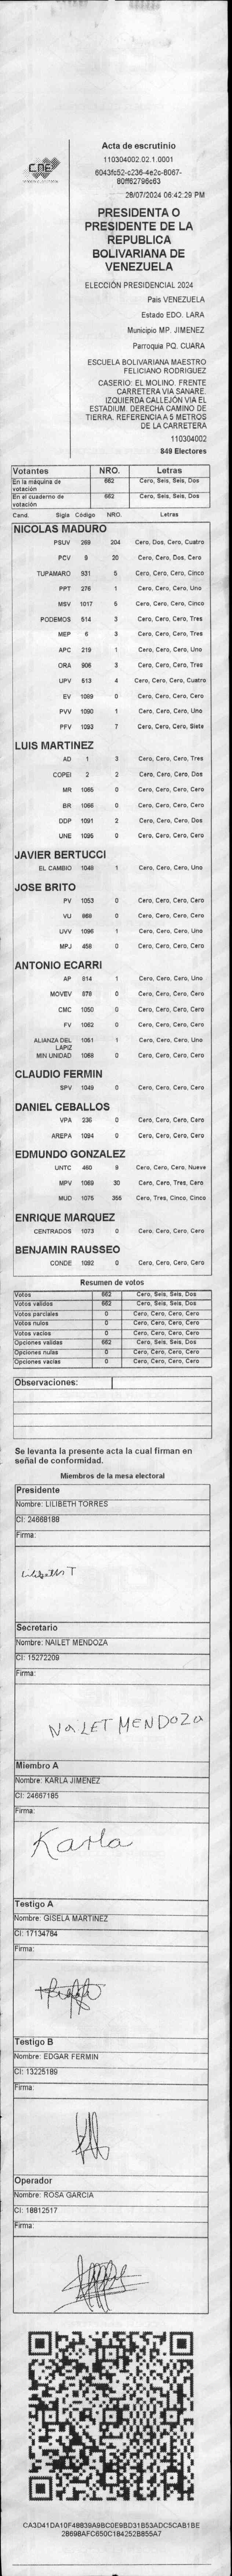 CNE
Acta de escrutinio
110304002.02.1.0001
6043fc52-c236-4e2c-8067-
80ff62796c63
28/07/2024 06:42:29 PM
PRESIDENTA O
PRESIDENTE DE LA
REPUBLICA
BOLIVARIANA DE
VENEZUELA
ELECCIÓN PRESIDENCIAL 2024
Pais VENEZUELA
Estado EDO. LARA
Municipio MP. JIMENEZ
Parroquia PQ. CUARA
ESCUELA BOLIVARIANA MAESTRO
FELICIANO RODRIGUEZ
CASERIO: EL MOLINO. FRENTE
CARRETERA VIA SANARE.
IZQUIERDA CALLEJÓN VIA EL
ESTADIUM. DERECHA CAMINO DE
TIERRA. REFERENCIA A 5 METROS
DE LA CARRETERA
110304002
849 Electores
Votantes NRO. Letras
En la máquina de votación 662 Cero, Seis, Seis, Dos
En el cuaderno de votación 662 Cero, Seis, Seis, Dos
Cand. Sigla Código NRO. Letras
NICOLAS MADURO
PSUV 269 204 Cero, Dos, Cero, Cuatro
PCV 9 20 Cero, Cero, Dos, Cero
TUPAMARO 931 5 Cero, Cero, Cero, Cinco
PPT 276 1 Cero, Cero, Cero, Uno
MSV 1017 5 Cero, Cero, Cero, Cinco
PODEMOS 514 3 Cero, Cero, Cero, Tres
MEP 6 3 Cero, Cero, Cero, Tres
APC 219 1 Cero, Cero, Cero, Uno
ORA 906 3 Cero, Cero, Cero, Tres
UPV 513 4 Cero, Cero, Cero, Cuatro
EV 1089 0 Cero, Cero, Cero, Cero
PVV 1090 1 Cero, Cero, Cero, Uno
PFV 1093 7 Cero, Cero, Cero, Siete
LUIS MARTINEZ
AD 1 3 Cero, Cero, Cero, Tres
COPEI 2 2 Cero, Cero, Cero, Dos
MR 1065 0 Cero, Cero, Cero, Cero
BR 1066 0 Cero, Cero, Cero, Cero
DDP 1091 2 Cero, Cero, Cero, Dos
UNE 1095 0 Cero, Cero, Cero, Cero
JAVIER BERTUCCI
EL CAMBIO 1048 1 Cero, Cero, Cero, Uno
JOSE BRITO
PV 1053 0 Cero, Cero, Cero, Cero
VU 868 0 Cero, Cero, Cero, Cero
UVV 1096 1 Cero, Cero, Cero, Uno
MPJ 458 0 Cero, Cero, Cero, Cero
ANTONIO ECARRI
AP 814 1 Cero, Cero, Cero, Uno
MOVEV 878 0 Cero, Cero, Cero, Cero
CMC 1050 0 Cero, Cero, Cero, Cero
FV 1062 0 Cero, Cero, Cero, Cero
ALIANZA DEL LAPIZ 1051 1 Cero, Cero, Cero, Uno
MIN UNIDAD 1068 0 Cero, Cero, Cero, Cero
CLAUDIO FERMIN
SPV 1049 0 Cero, Cero, Cero, Cero
DANIEL CEBALLOS
VPA 236 0 Cero, Cero, Cero, Cero
AREPA 1094 0 Cero, Cero, Cero, Cero
EDMUNDO GONZALEZ
UNTC 460 9 Cero, Cero, Cero, Nueve
MPV 1069 30 Cero, Cero, Tres, Cero
MUD 1075 355 Cero, Tres, Cinco, Cinco
ENRIQUE MARQUEZ
CENTRADOS 1073 0 Cero, Cero, Cero, Cero
BENJAMIN RAUSSEO
CONDE 1092 0 Cero, Cero, Cero, Cero
Resumen de votos
Votos 662 Cero, Seis, Seis, Dos
Votos validos 662 Cero, Seis, Seis, Dos
Votos parciales 0 Cero, Cero, Cero, Cero
Votos nulos 0 Cero, Cero, Cero, Cero
Votos vacios 0 Cero, Cero, Cero, Cero
Opciones validas 662 Cero, Seis, Seis, Dos
Opciones nulas 0 Cero, Cero, Cero, Cero
Opciones vacias 0 Cero, Cero, Cero, Cero
Observaciones:
Se levanta la presente acta la cual firman en
señal de conformidad.
Miembros de la mesa electoral
Presidente
Nombre: LILIBETH TORRES
CI: 24668188
Firma:
Lilibeth T
Secretario
Nombre: NAILET MENDOZA
CI: 15272209
Firma:
NaiLET MENDOZA
Miembro A
Nombre: KARLA JIMENEZ
CI: 24667185
Firma:
Karla
Testigo A
Nombre: GISELA MARTINEZ
CI: 17134784
Firma:
Testigo B
Nombre: EDGAR FERMIN
CI: 13225189
Firma:
Operador
Nombre: ROSA GARCIA
CI: 18812517
Firma:
CA3D41DA10F48839A9BC0E9BD31B53ADC5CAB1BE
28698AFC650C184252B855A7